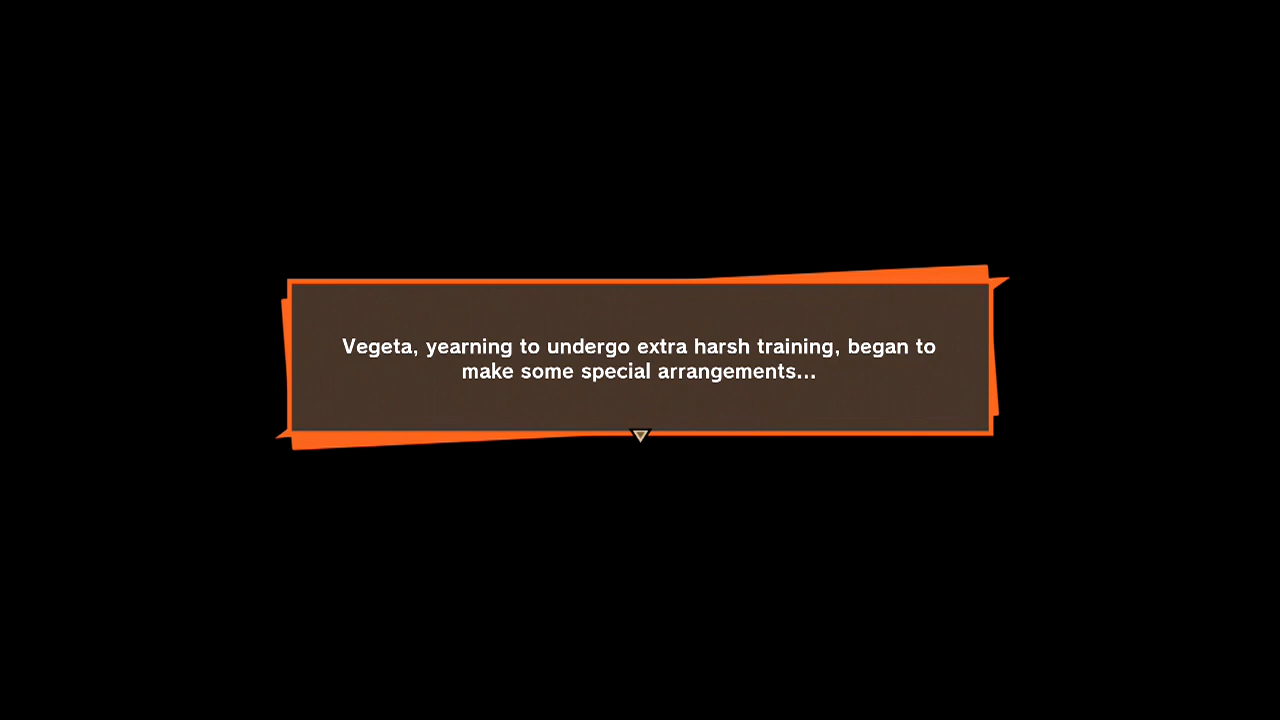 Vegeta, yearning to undergo extra harsh training, began to
make some special arrangements...